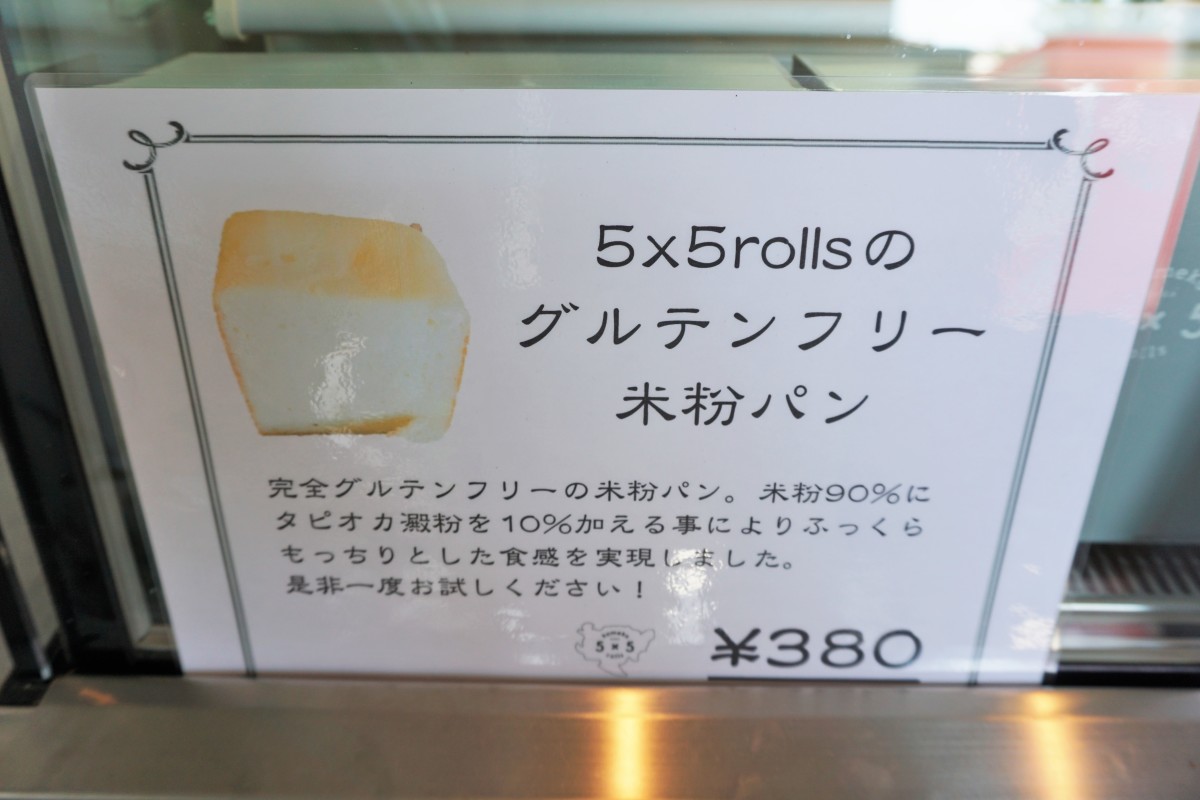 5x5rollsの
グルテンフリー
米粉パン
完全グルテンフリーの米粉パン。米粉90%に
タピオカ澱粉を10%加える事によりふっくら
もっちりとした食感を実現しました。
是非一度お試しください！
5×5
¥380